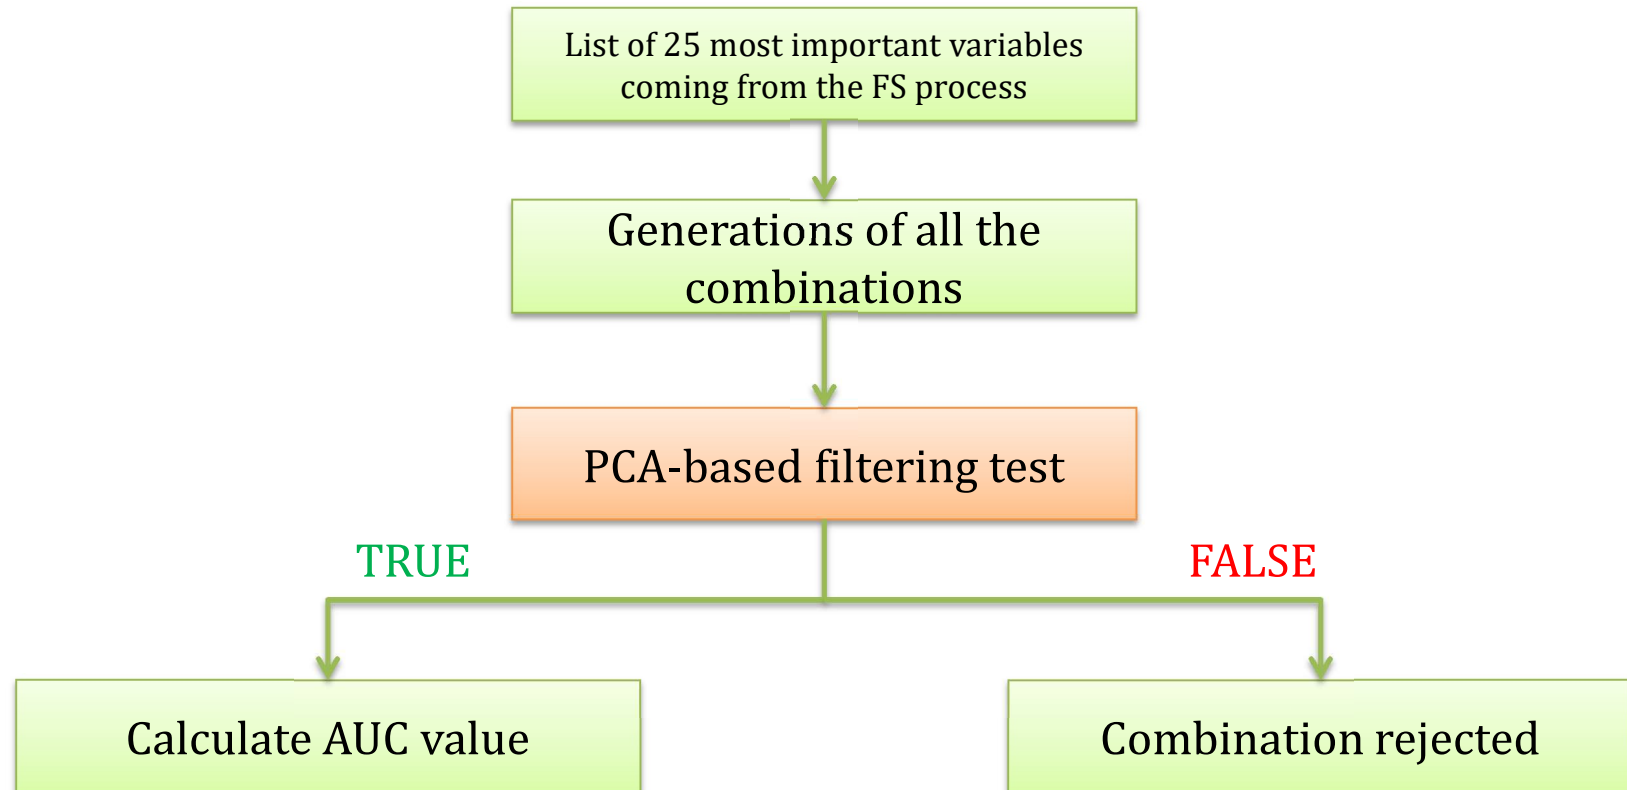 List of 25 most important variables
coming from the FS process
Generations of all the
combinations
PCA-based filtering test
TRUE
FALSE
Calculate AUC value
Combination rejected